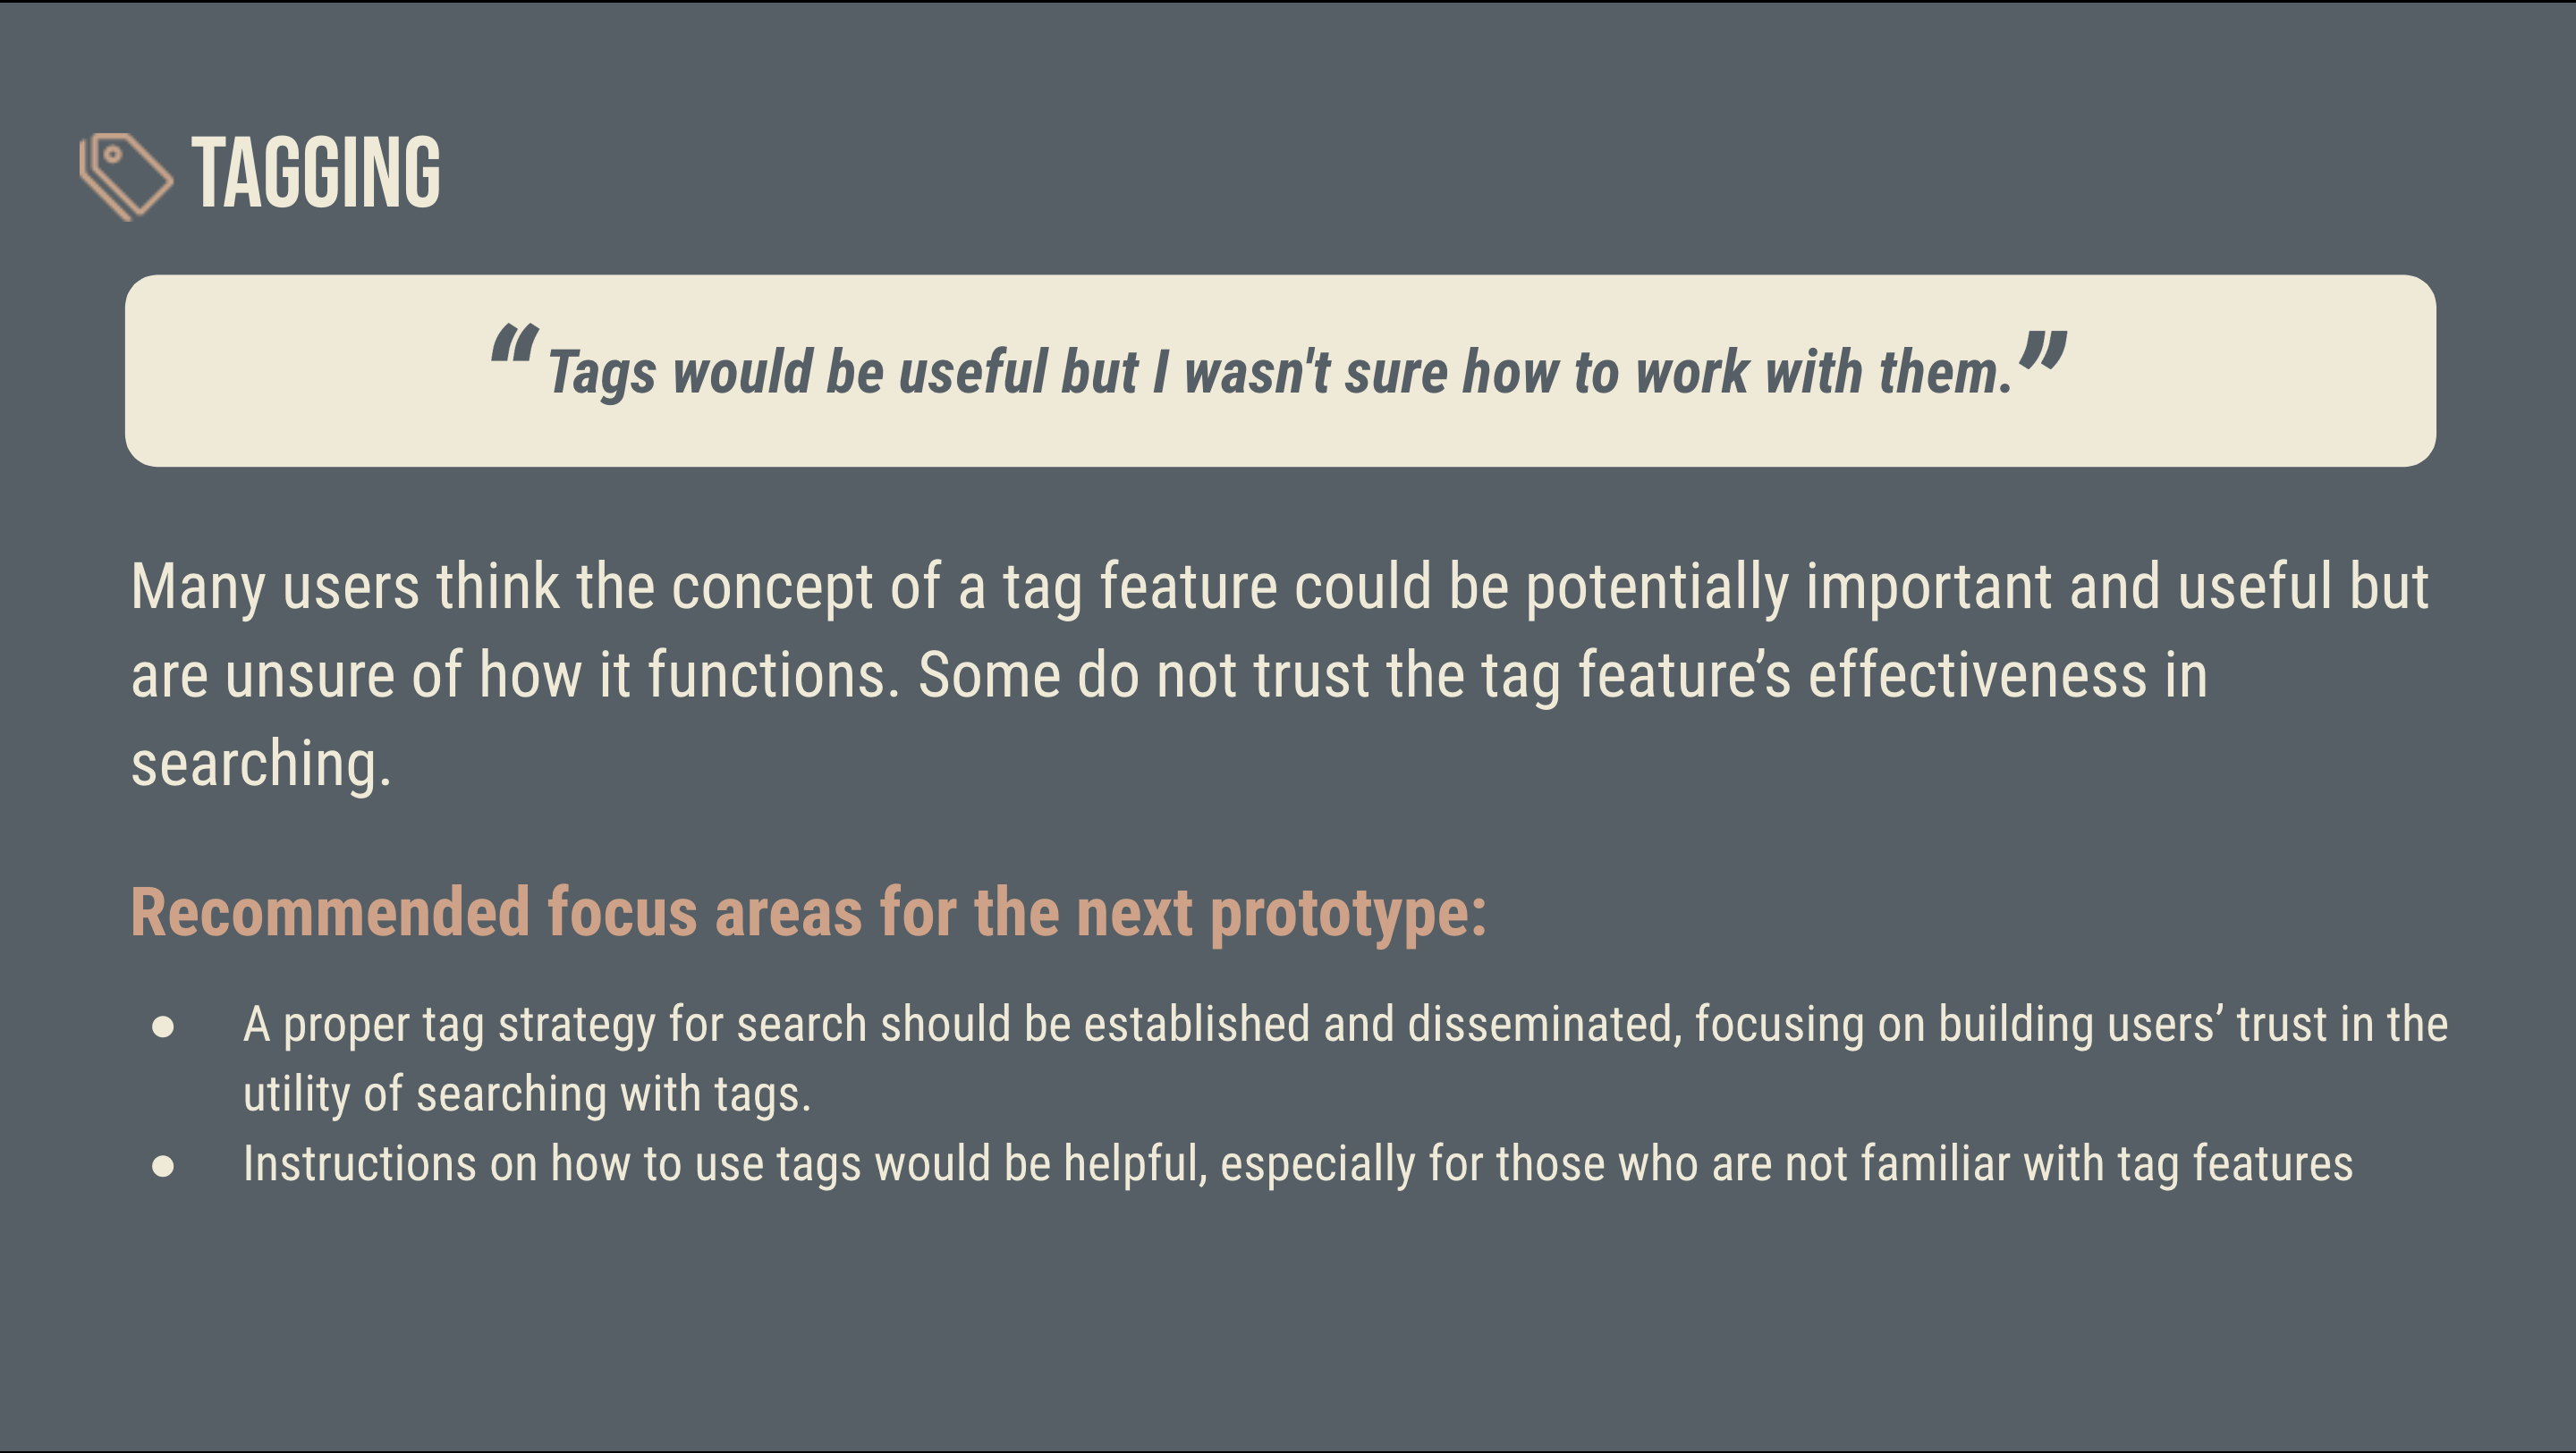 TAGGING
“Tags would be useful but I wasn't sure how to work with them.”
Many users think the concept of a tag feature could be potentially important and useful but
are unsure of how it functions. Some do not trust the tag feature’s effectiveness in
searching.
Recommended focus areas for the next prototype:
● A proper tag strategy for search should be established and disseminated, focusing on building users’ trust in the
utility of searching with tags.
● Instructions on how to use tags would be helpful, especially for those who are not familiar with tag features